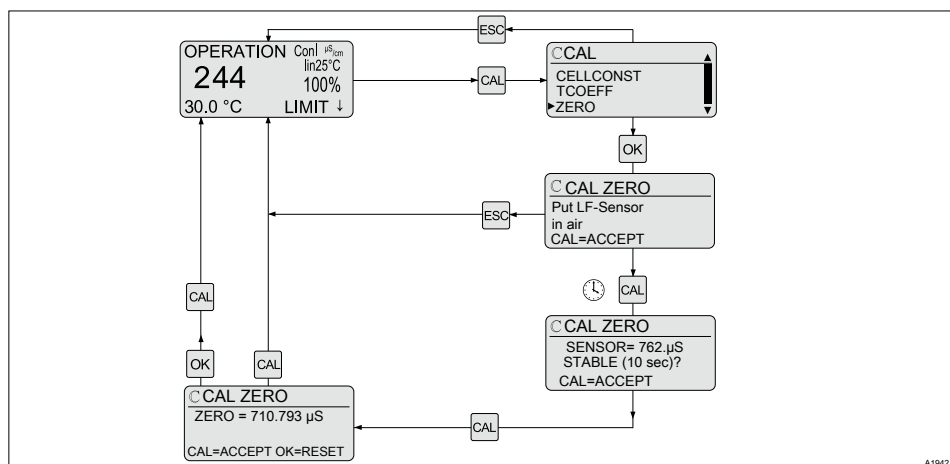 ESC
OPERATION Conl µS/cm
lin25°C
244 100%
30.0 °C LIMIT ↓
CAL
CCAL
CELLCONST
TCOEFF
►ZERO
OK
C CAL ZERO
Put LF-Sensor
in air
CAL=ACCEPT
ESC
CAL
CAL
C CAL ZERO
SENSOR= 762.µS
STABLE (10 sec)?
CAL=ACCEPT
OK
CAL
C CAL ZERO
ZERO = 710.793 µS
CAL=ACCEPT OK=RESET
CAL
A1942